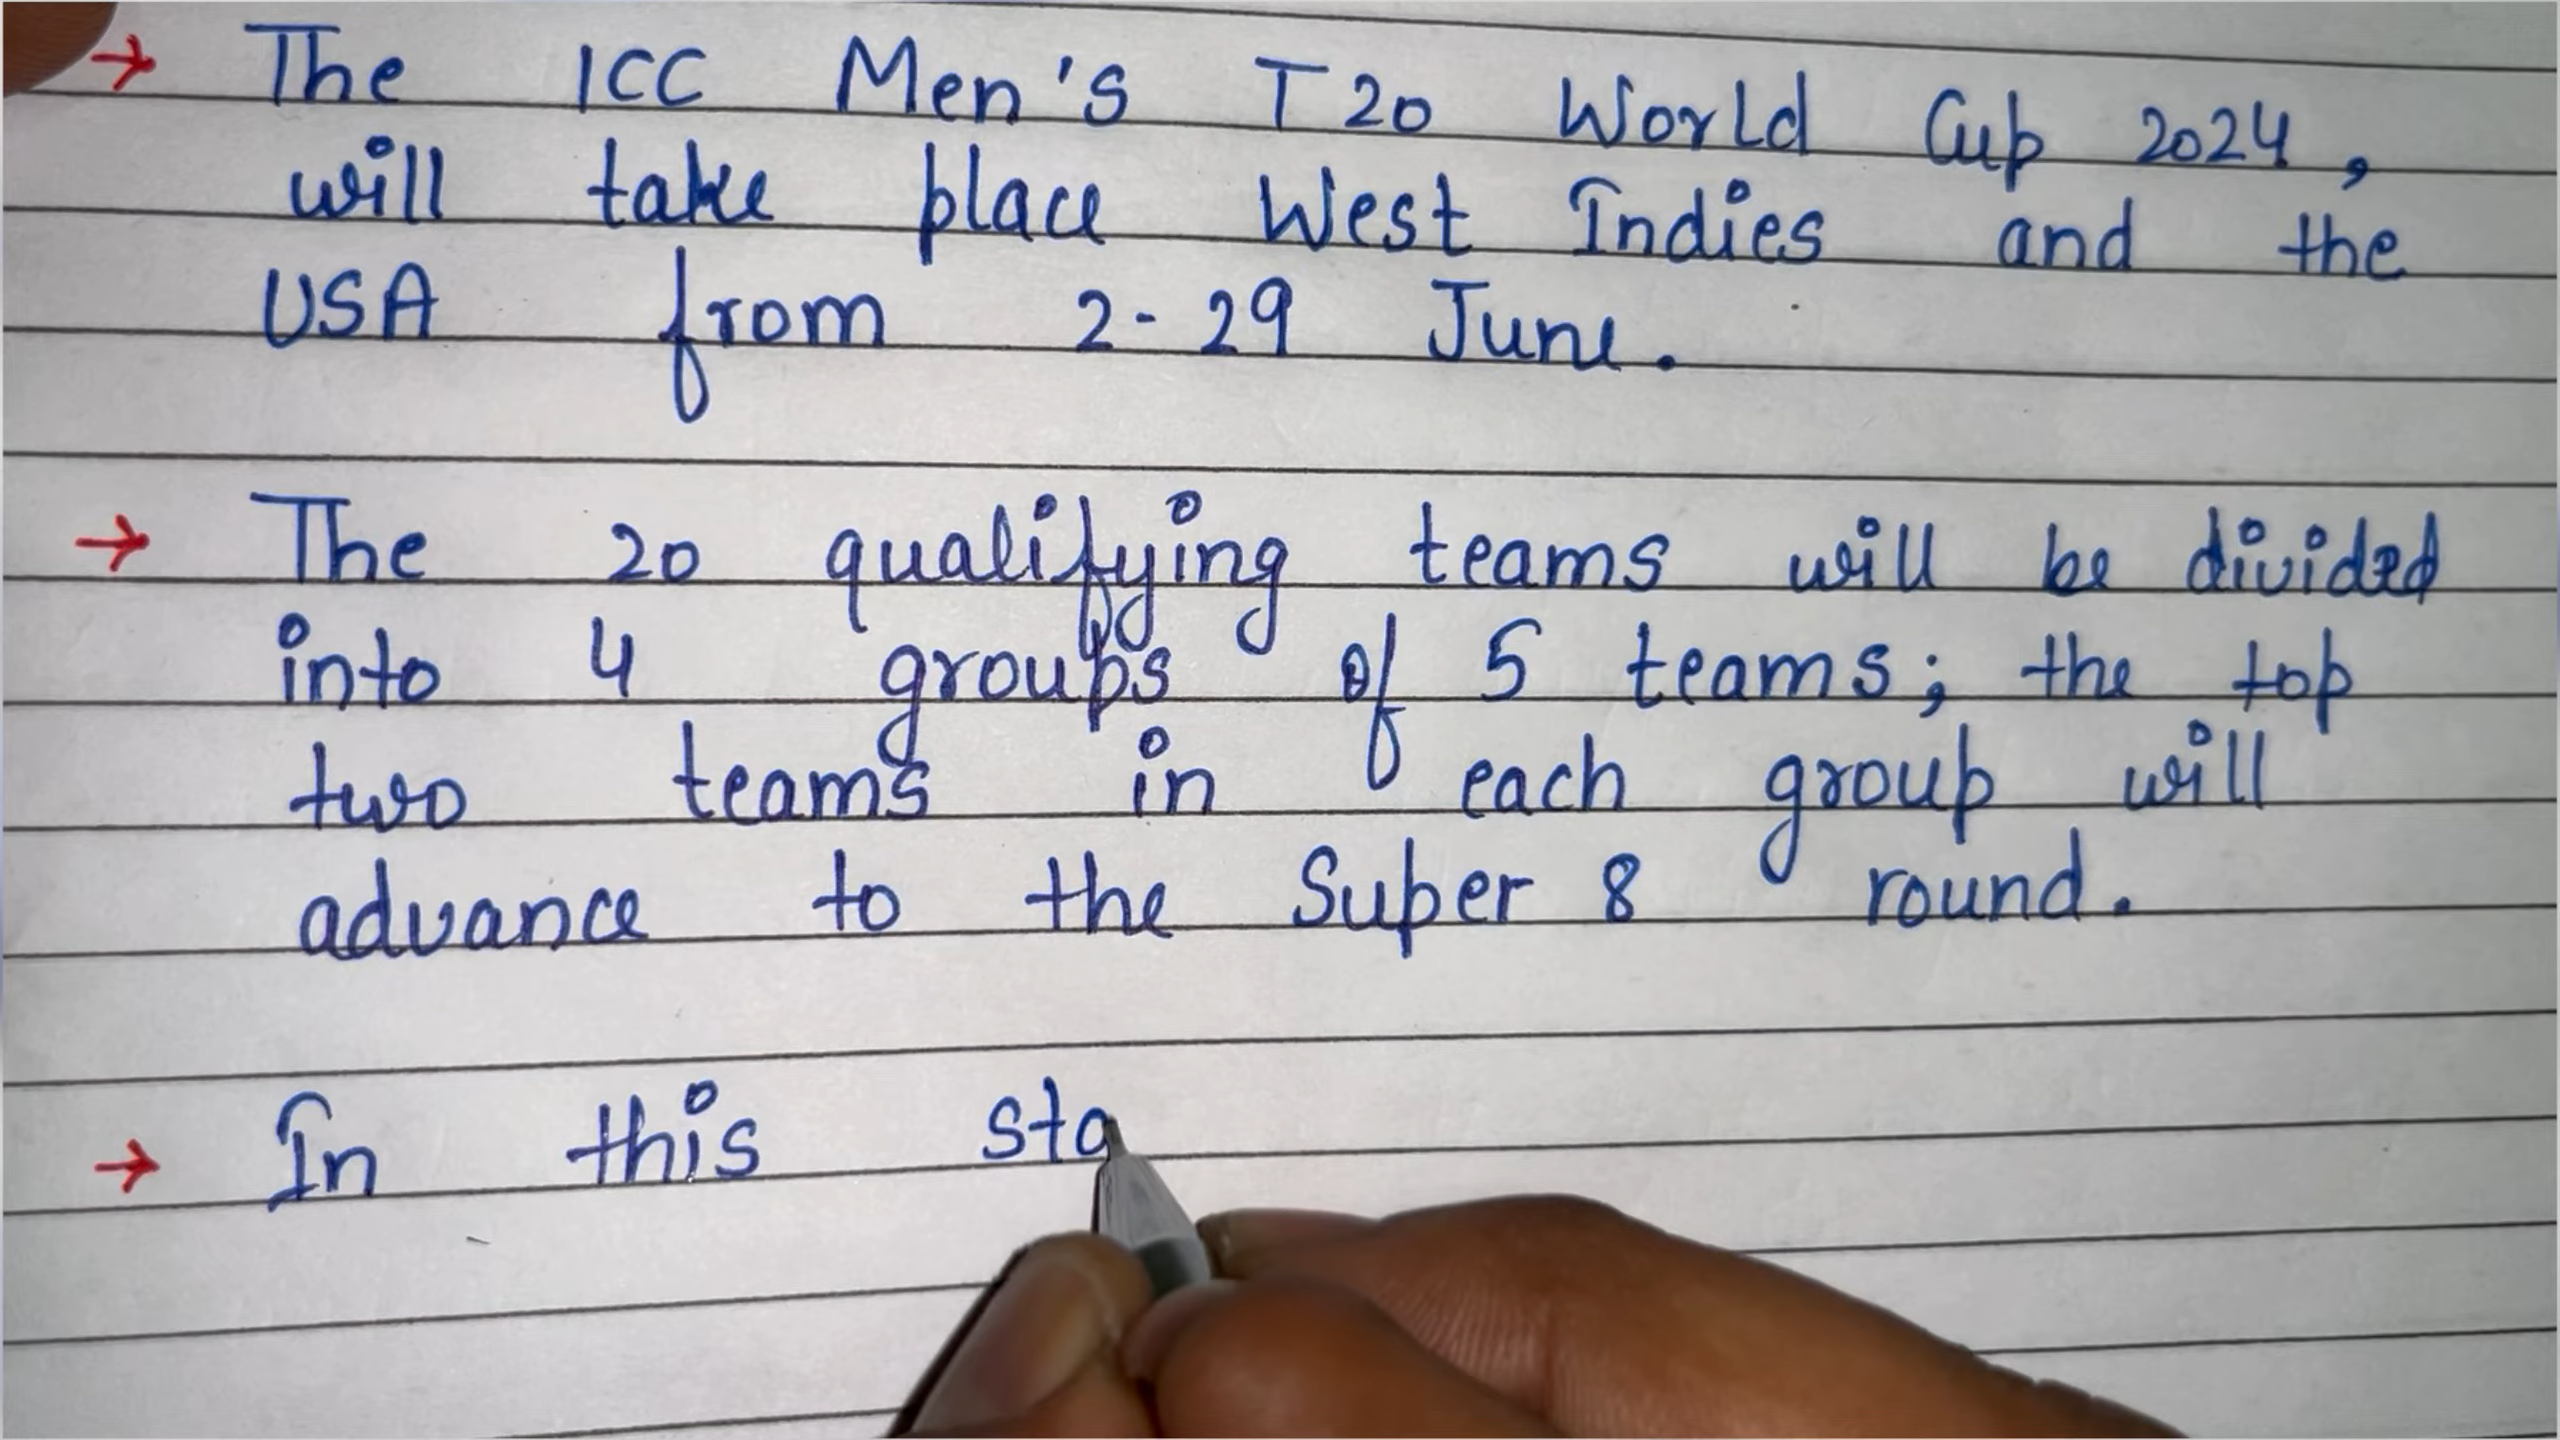 → The ICC Men's T20 World Cup 2024,
will take place West Indies and the
USA from 2-29 June.
→ The 20 qualifying teams will be divided
into 4 groups of 5 teams; the top
two teams in each group will
advance to the Super 8 round.
→ In this sta